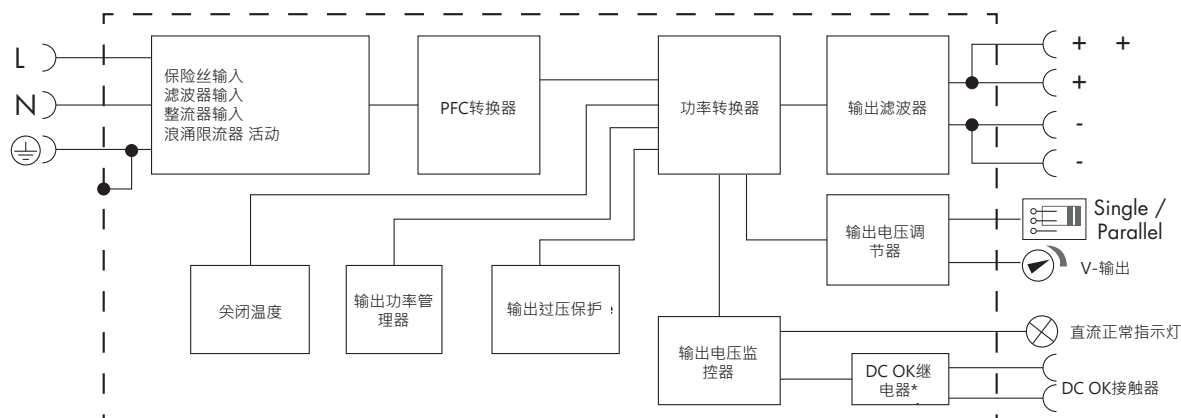 L
N
保险丝输入
滤波器输入
整流器输入
浪涌限流器 活动
PFC转换器
功率转换器
输出滤波器
+ +
+
-
-
输出电压调
节器
Single /
Parallel
V-输出
关闭温度
输出功率管
理器
输出过压保护 e
输出电压监
控器
直流正常指示灯
DC OK继
电器*
DC OK接触器